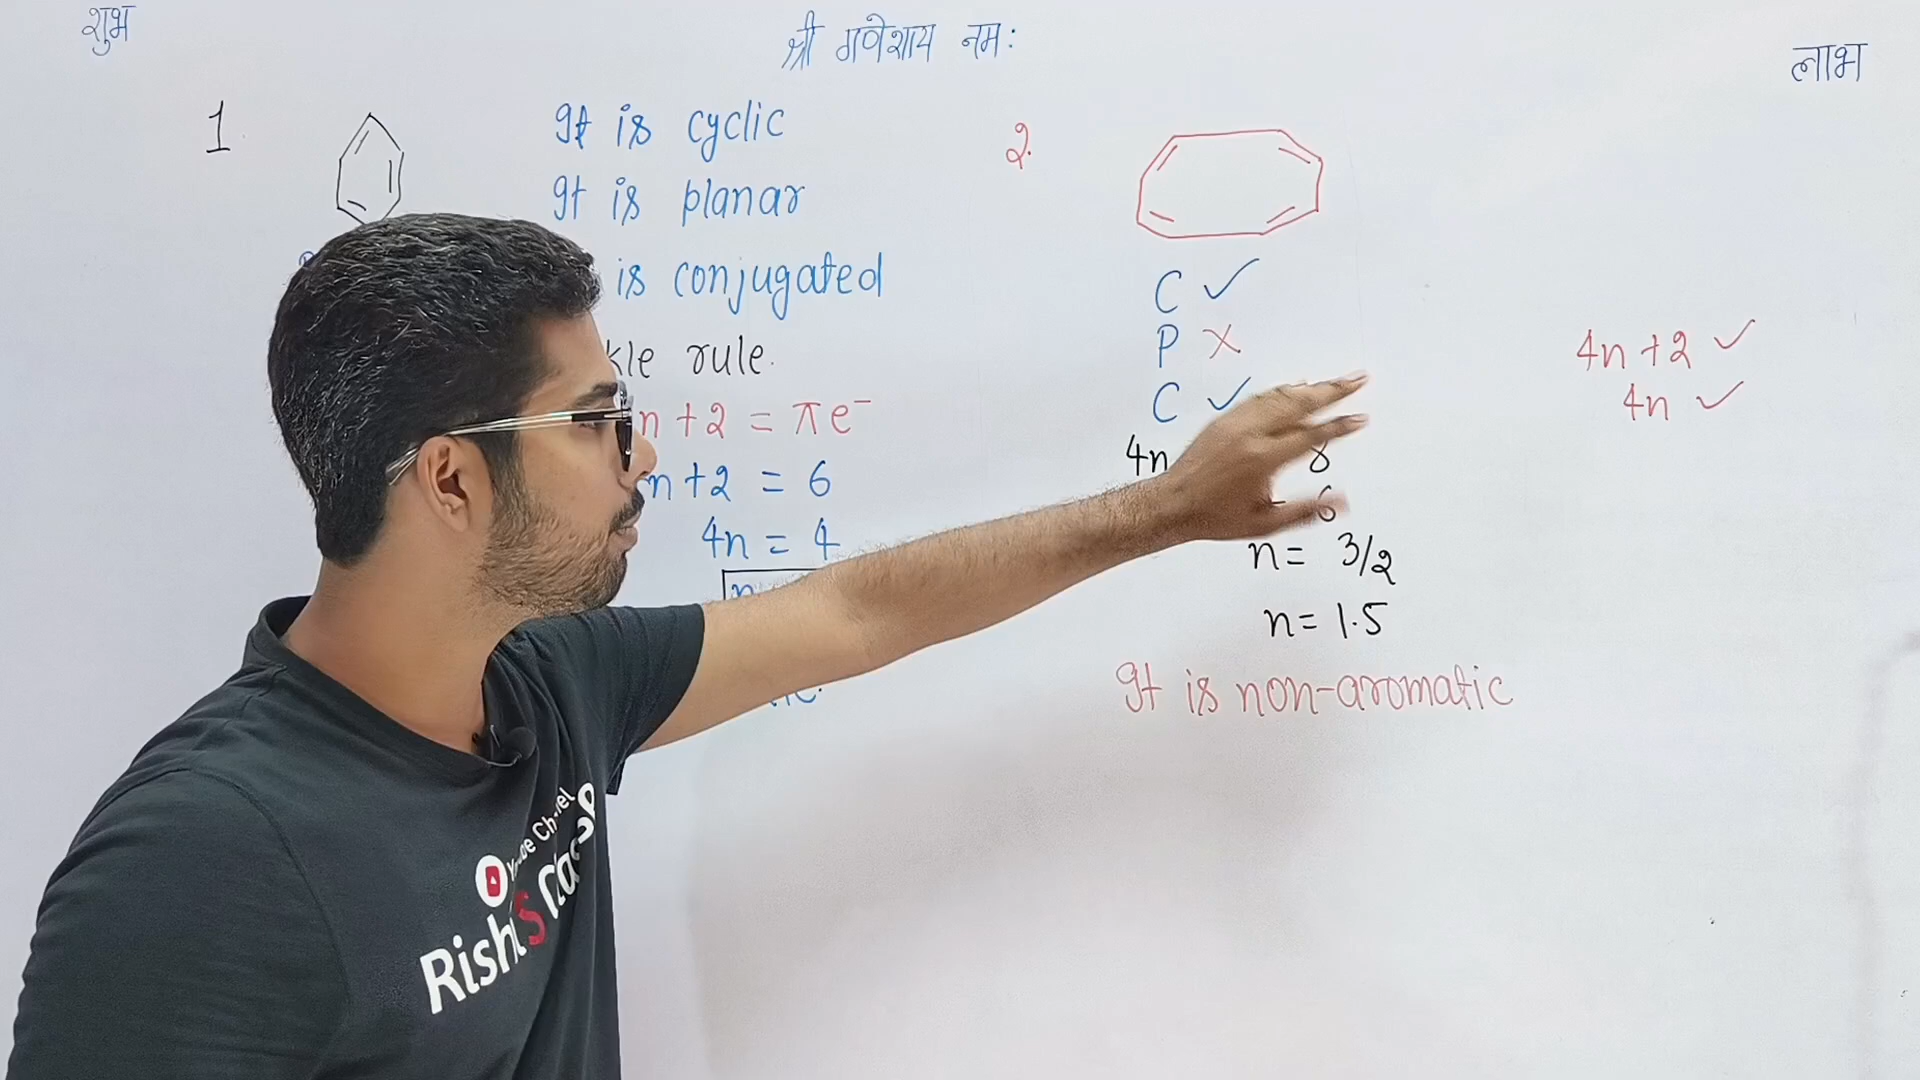 शुभ
श्री गणेशाय नमः
लाभ
1
It is cyclic
It is planar
is conjugated
kle rule.
n + 2 = πe⁻
n + 2 = 6
4n = 4
n
2.
C ✓
P ×
C ✓
4n 8
6
n = 3/2
n = 1.5
It is non-aromatic
4n + 2 ✓
4n ✓
Rishi's